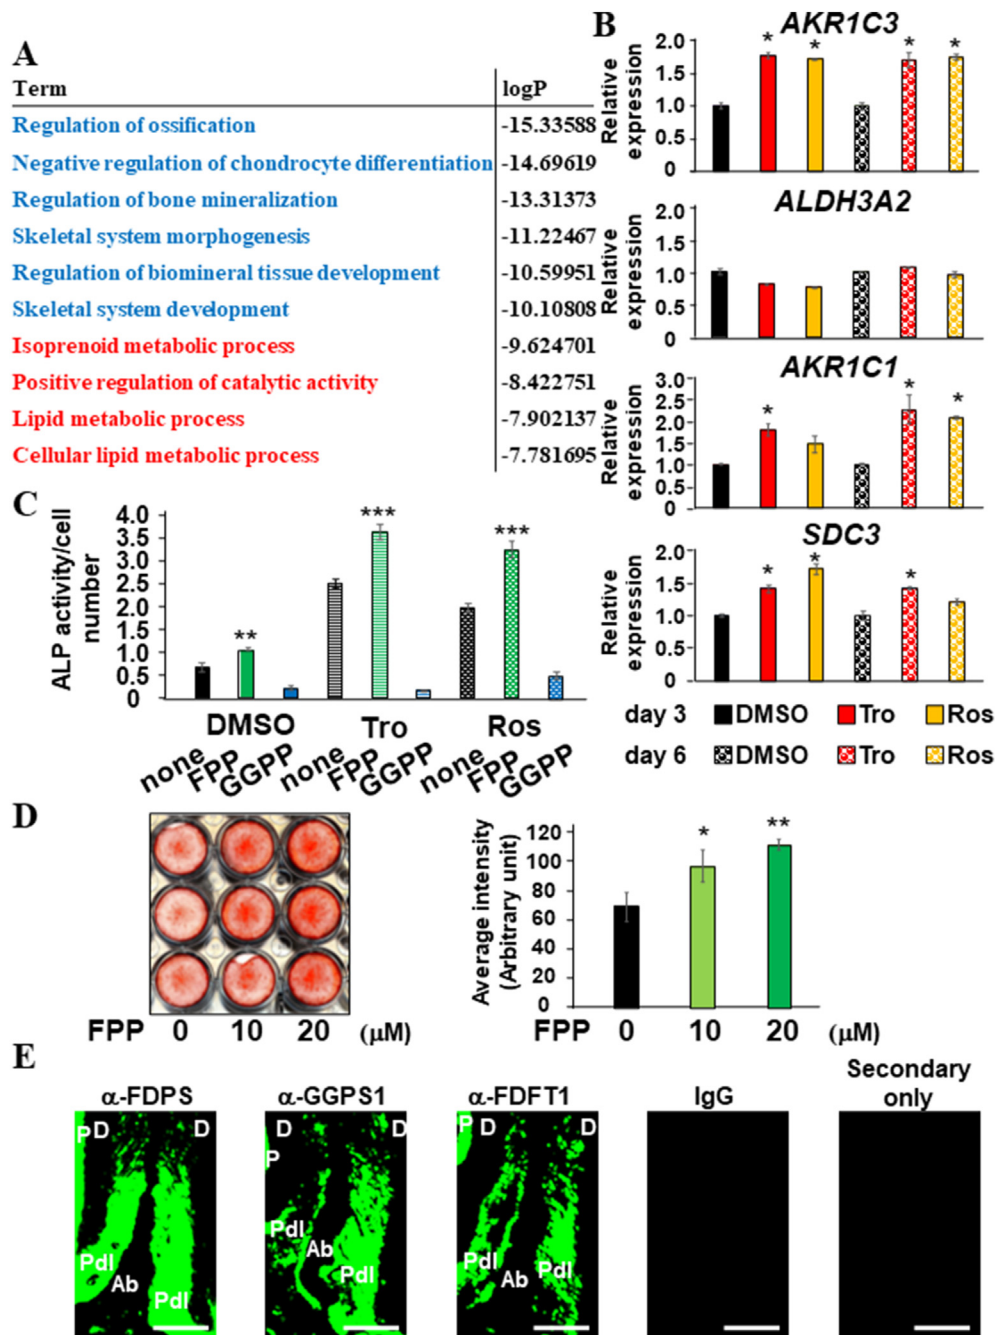 A
Term logP
Regulation of ossification -15.33588
Negative regulation of chondrocyte differentiation -14.69619
Regulation of bone mineralization -13.31373
Skeletal system morphogenesis -11.22467
Regulation of biomineral tissue development -10.59951
Skeletal system development -10.10808
Isoprenoid metabolic process -9.624701
Positive regulation of catalytic activity -8.422751
Lipid metabolic process -7.902137
Cellular lipid metabolic process -7.781695
B
AKR1C3
Relative
expression
2.0
1.5
1.0
0.5
0
* * * *
ALDH3A2
Relative
expression
2.0
1.5
1.0
0.5
0
AKR1C1
Relative
expression
3.0
2.5
2.0
1.5
1.0
0.5
0
* * *
SDC3
Relative
expression
2.0
1.5
1.0
0.5
0
* * *
day 3 DMSO Tro Ros
day 6 DMSO Tro Ros
C
ALP activity/cell
number
4.0
3.5
3.0
2.5
2.0
1.5
1.0
0.5
0
** *** ***
DMSO Tro Ros
none FPP GGPP none FPP GGPP none FPP GGPP
D
FPP 0 10 20 (μM)
Average intensity
(Arbitrary unit)
120
100
80
60
40
20
0
* **
FPP 0 10 20 (μM)
E
α-FDPS α-GGPS1 α-FDFT1 IgG Secondary
only
P D D
Pdl Ab Pdl
D D
P
Pdl Ab Pdl
P D D
Pdl Ab Pdl